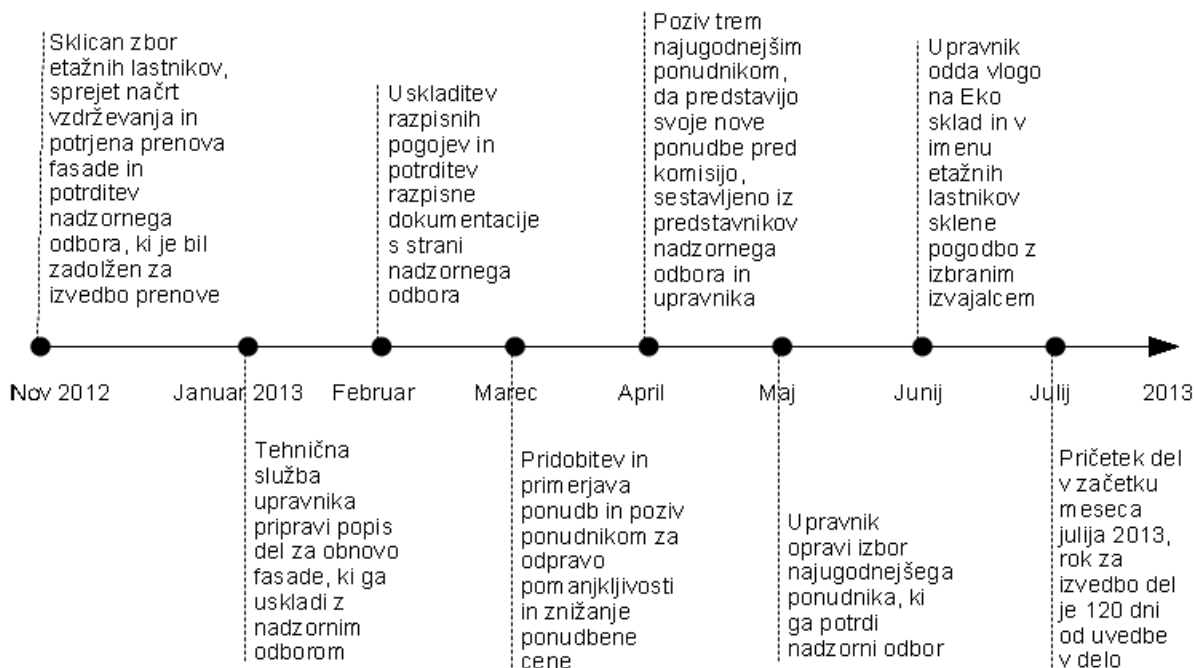 Sklican zbor
etažnih lastnikov,
sprejet načrt
vzdrževanja in
potrjena prenova
fasade in
potrditev
nadzornega
odbora, ki je bil
zadolžen za
izvedbo prenove
Uskladitev
razpisnih
pogojev in
potrditev
razpisne
dokumentacije
s strani
nadzornega
odbora
Poziv trem
najugodnejšim
ponudnikom,
da predstavijo
svoje nove
ponudbe pred
komisijo,
sestavljeno iz
predstavnikov
nadzornega
odbora in
upravnika
Upravnik
odda vlogo
na Eko
sklad in v
imenu
etažnih
lastnikov
sklene
pogodbo z
izbranim
izvajalcem
Nov 2012 Januar 2013 Februar Marec April Maj Junij Julij 2013
Tehnična
služba
upravnika
pripravi popis
del za obnovo
fasade, ki ga
uskladi z
nadzornim
odborom
Pridobitev in
primerjava
ponudb in poziv
ponudnikom za
odpravo
pomanjkljivosti
in znižanje
ponudbene
cene
Upravnik
opravi izbor
najugodnejšega
ponudnika, ki
ga potrdi
nadzorni odbor
Pričetek del
v začetku
meseca
julija 2013,
rok za
izvedbo del
je 120 dni
od uvedbe
v delo